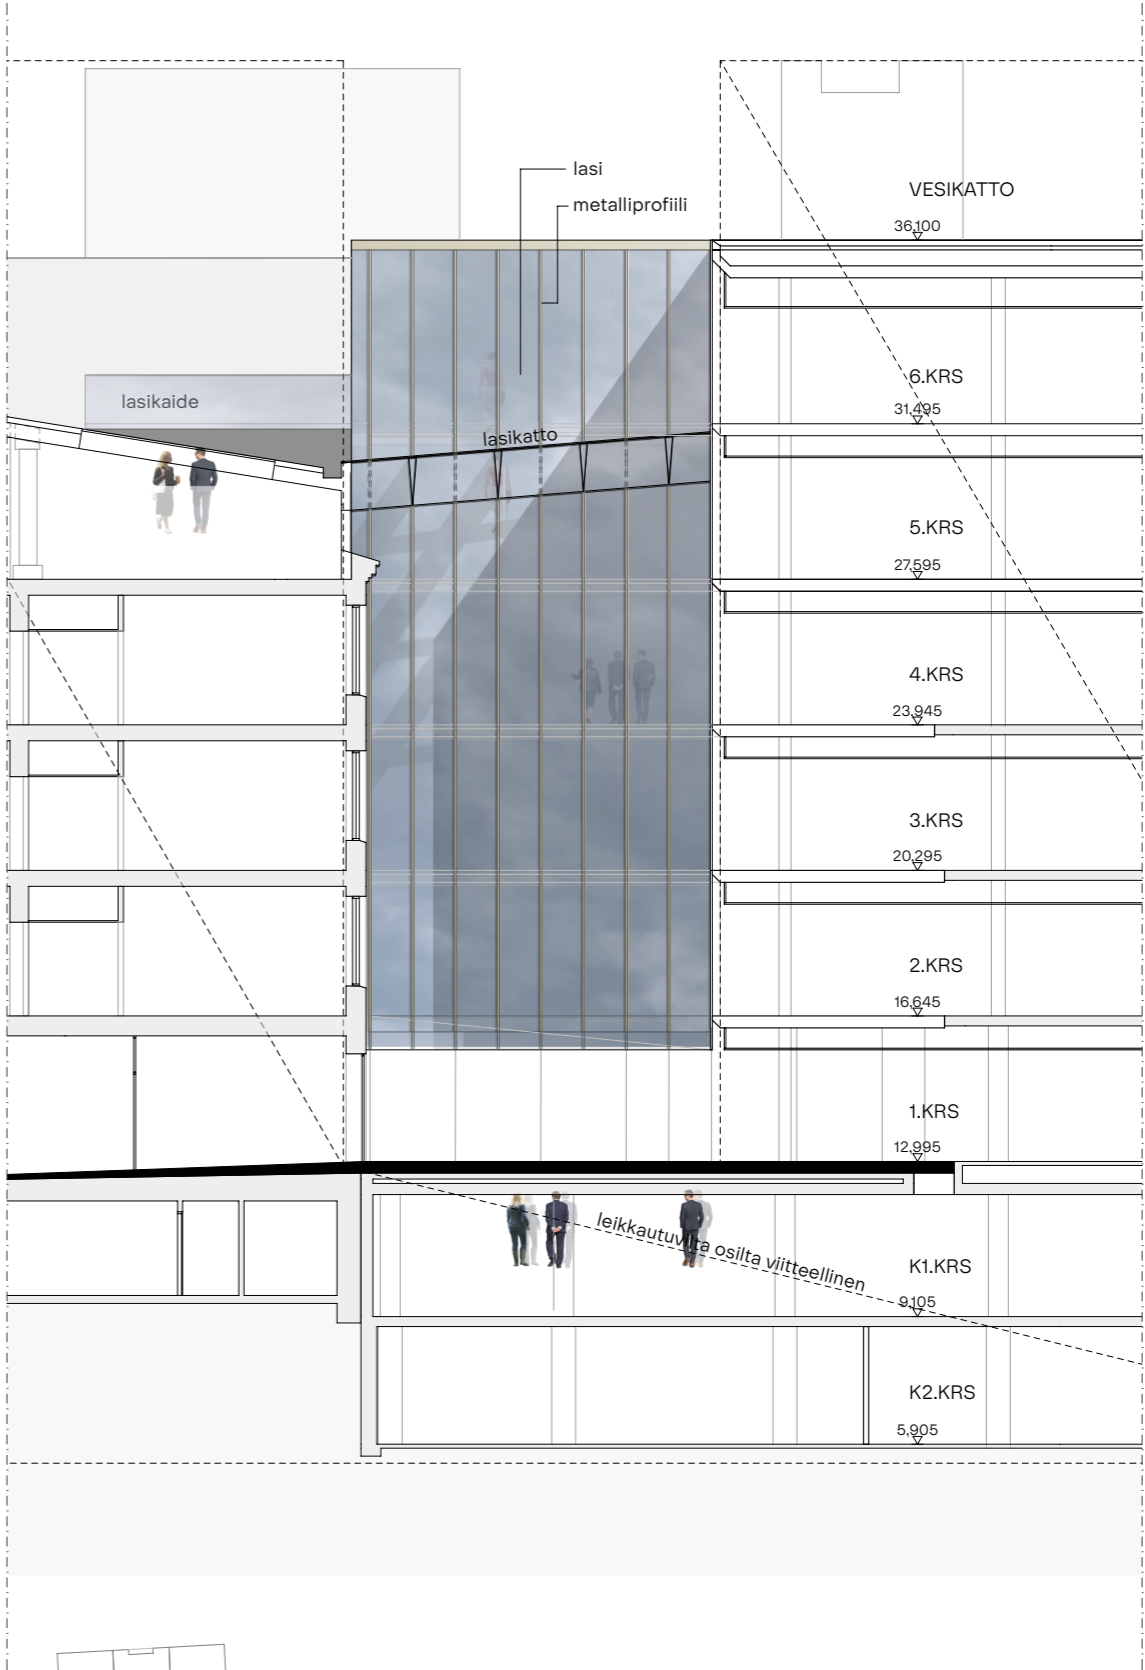 lasi
metalliprofiili
VESIKATTO
36,100
6.KRS
lasikaide
31,495
lasikatto
5.KRS
27,595
4.KRS
23,945
3.KRS
20,295
2.KRS
16,645
1.KRS
12,995
leikkautuvilta osilta viitteellinen
K1.KRS
9,105
K2.KRS
5,905